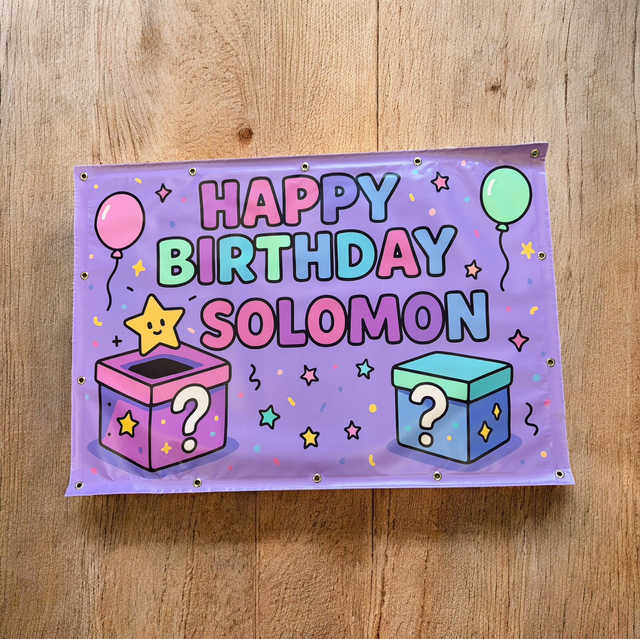 HAPPY
BIRTHDAY
SOLOMON
?
?